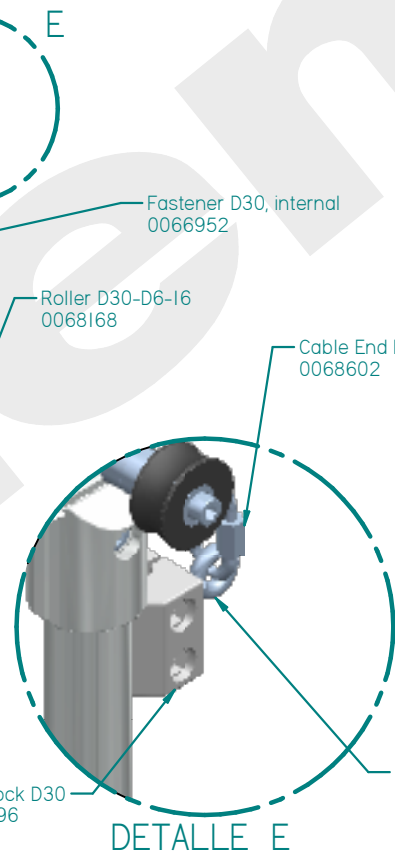 E
Fastener D30, internal
0066952
Roller D30-D6-16
0068168
Cable End
0068602
ock D30
96
DETALLE E